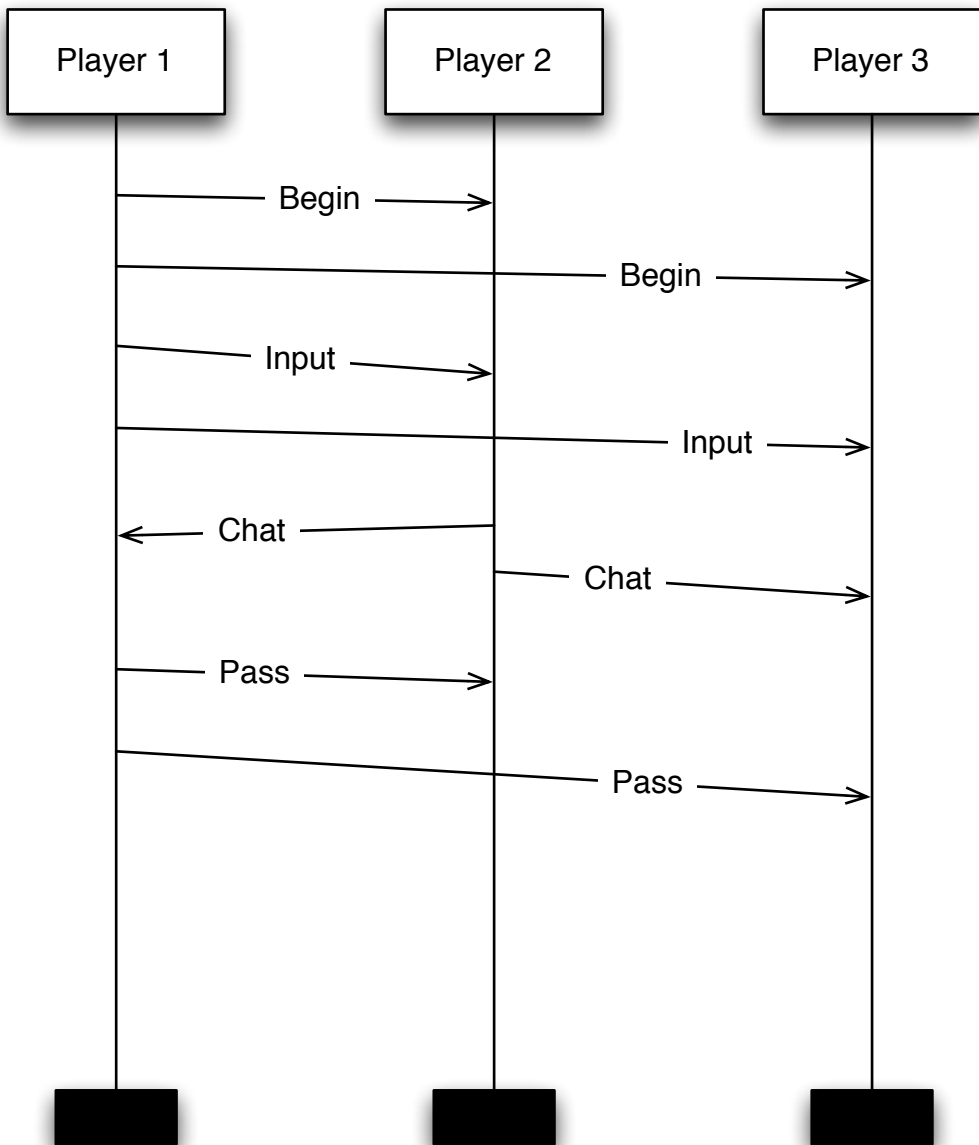 Player 1
Player 2
Player 3
Begin
Begin
Input
Input
Chat
Chat
Pass
Pass